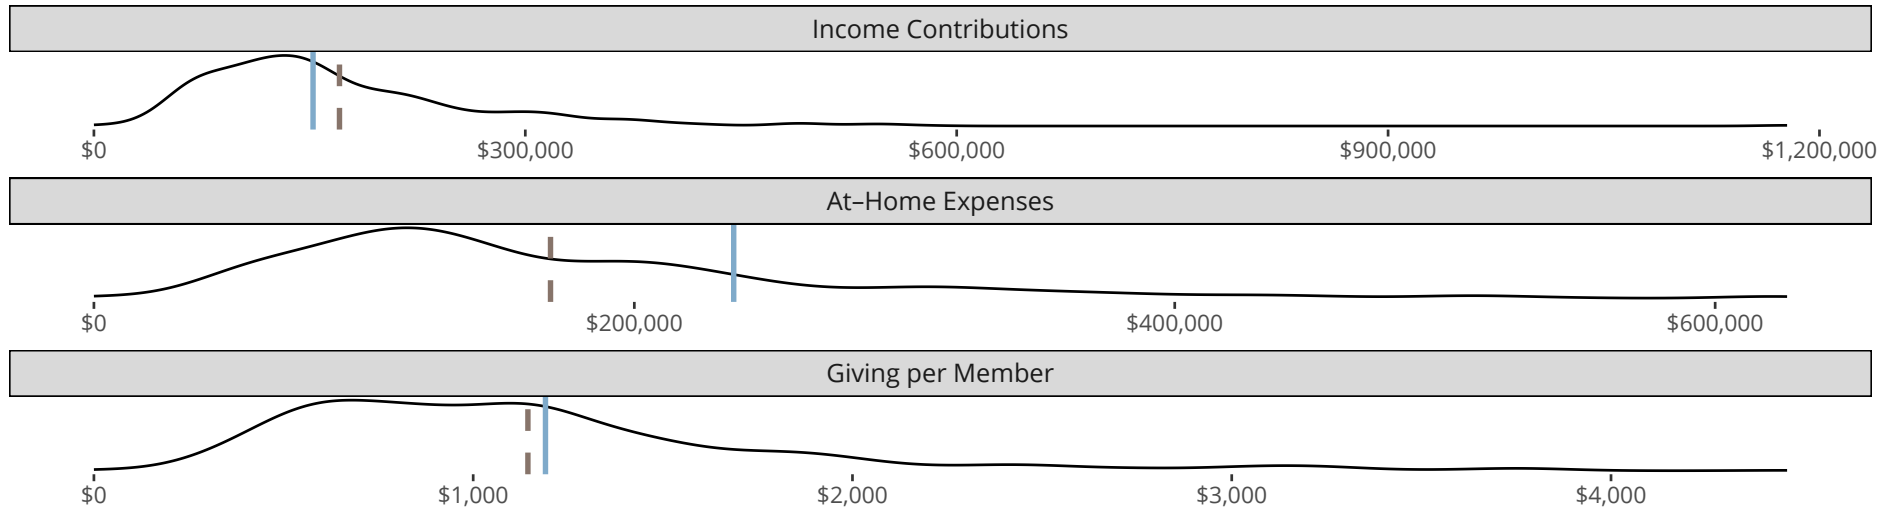 Income Contributions
$0 $300,000 $600,000 $900,000 $1,200,000
At–Home Expenses
$0 $200,000 $400,000 $600,000
Giving per Member
$0 $1,000 $2,000 $3,000 $4,000